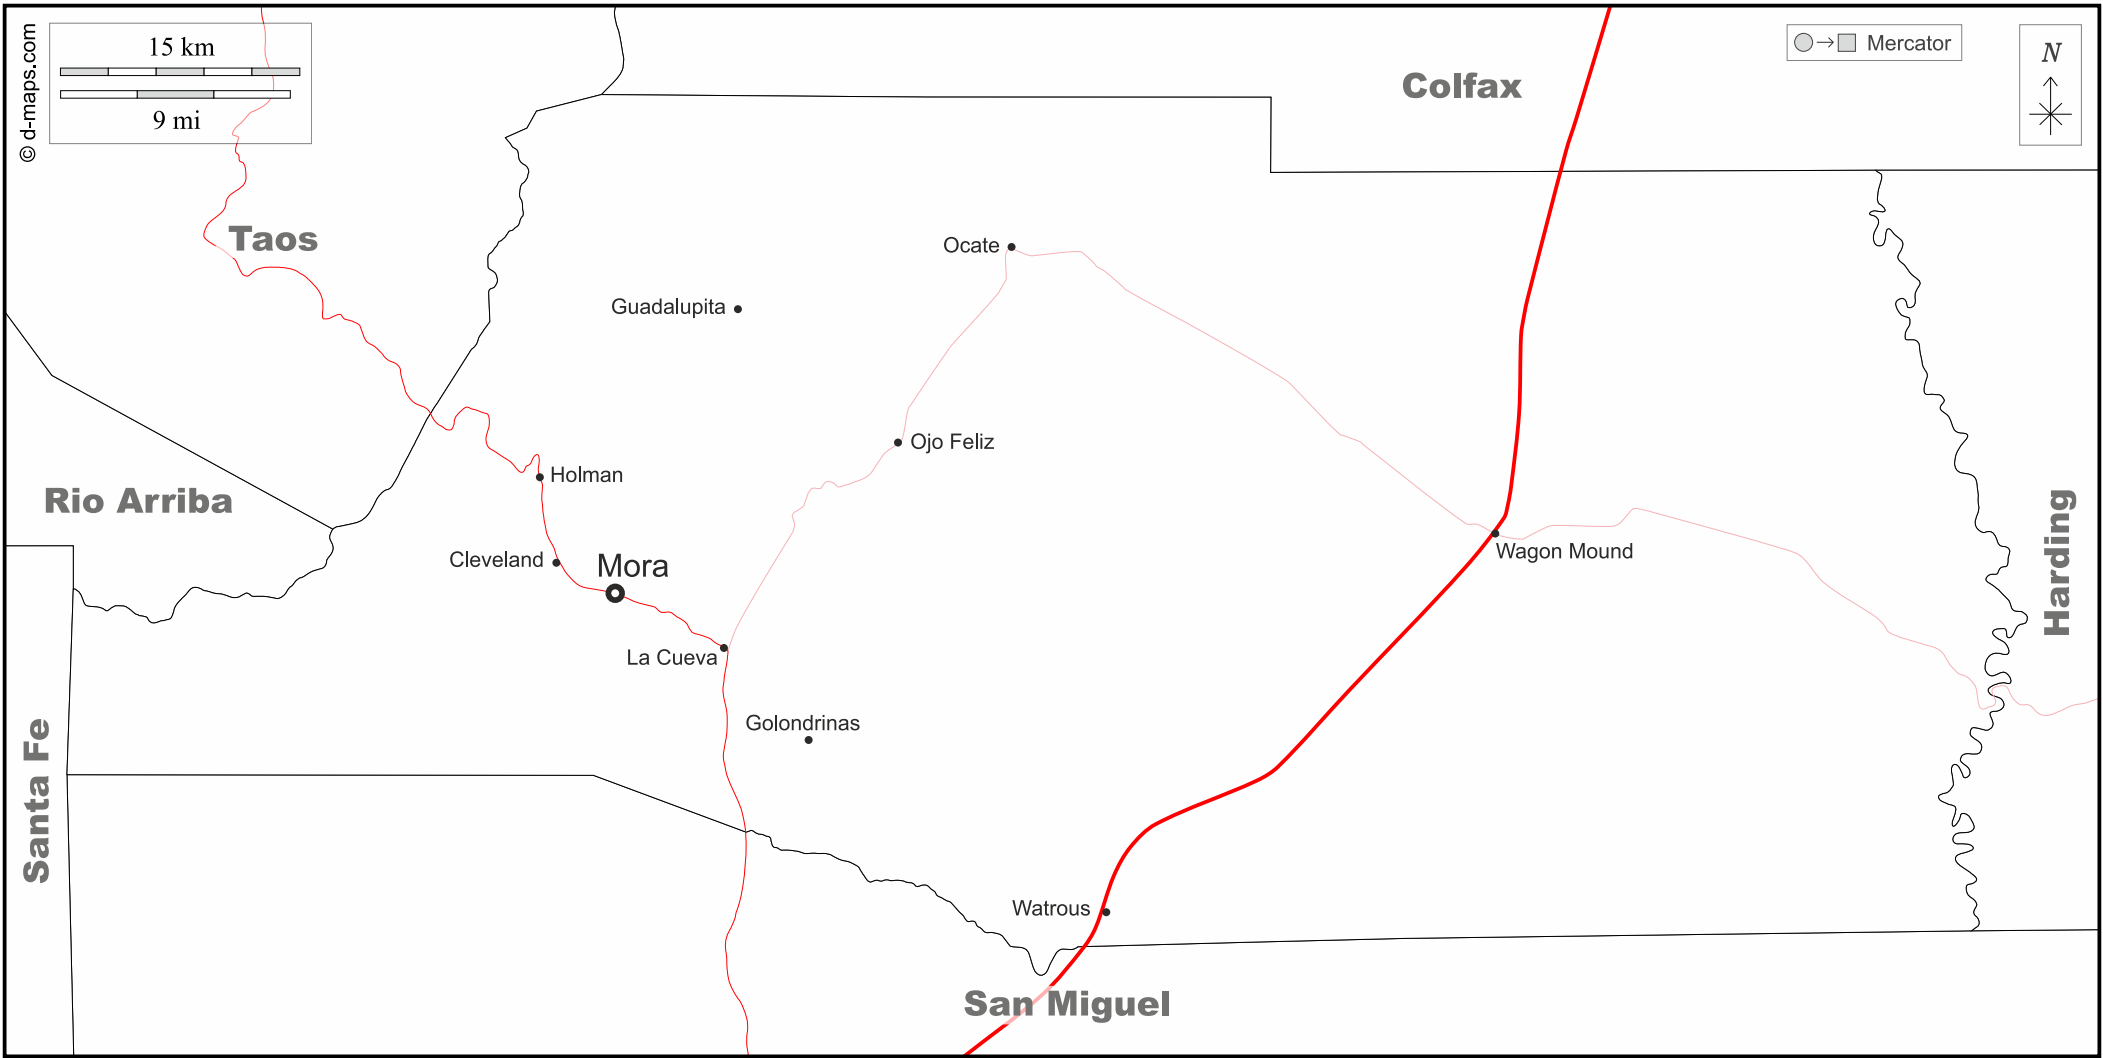 © d-maps.com
15 km
9 mi
Mercator
N
Colfax
Taos
Ocate
Guadalupita
Ojo Feliz
Holman
Rio Arriba
Harding
Wagon Mound
Cleveland
Mora
La Cueva
Golondrinas
Santa Fe
Watrous
San Miguel